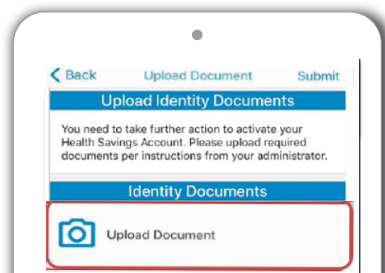 Back Upload Document Submit
Upload Identity Documents
You need to take further action to activate your
Health Savings Account. Please upload required
documents per instructions from your administrator.
Identity Documents
Upload Document